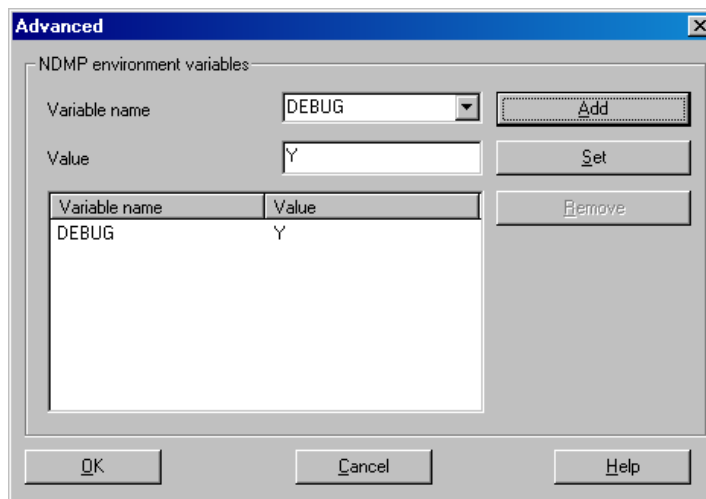 Advanced
NDMP environment variables
Variable name DEBUG Add
Value Y Set
Variable name Value Remove
DEBUG Y
OK Cancel Help